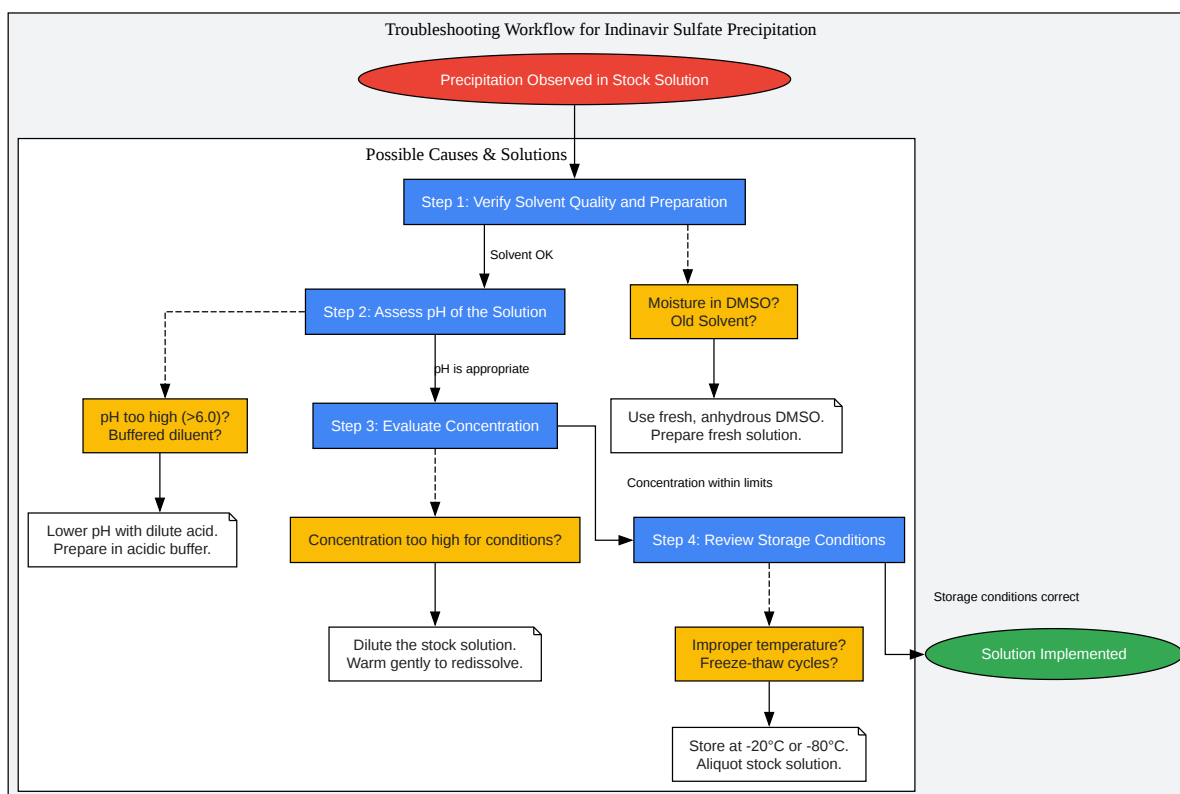 Troubleshooting Workflow for Indinavir Sulfate Precipitation
Precipitation Observed in Stock Solution
Possible Causes & Solutions
Step 1: Verify Solvent Quality and Preparation
Solvent OK
Step 2: Assess pH of the Solution
Moisture in DMSO?
Old Solvent?
pH is appropriate
pH too high (>6.0)?
Buffered diluent?
Step 3: Evaluate Concentration
Use fresh, anhydrous DMSO.
Prepare fresh solution.
Concentration within limits
Lower pH with dilute acid.
Prepare in acidic buffer.
Concentration too high for conditions?
Step 4: Review Storage Conditions
Storage conditions correct
Dilute the stock solution.
Warm gently to redissolve.
Improper temperature?
Freeze-thaw cycles?
Solution Implemented
Store at -20°C or -80°C.
Aliquot stock solution.